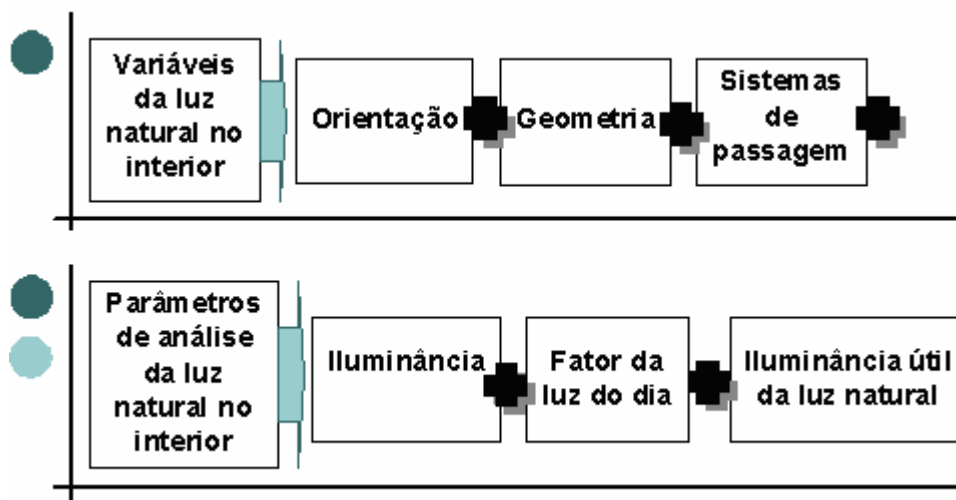 Variáveis
da luz
natural no
interior
Orientação
Geometria
Sistemas
de
passagem
Parâmetros
de análise
da luz
natural no
interior
Iluminância
Fator da
luz do dia
Iluminância útil
da luz natural